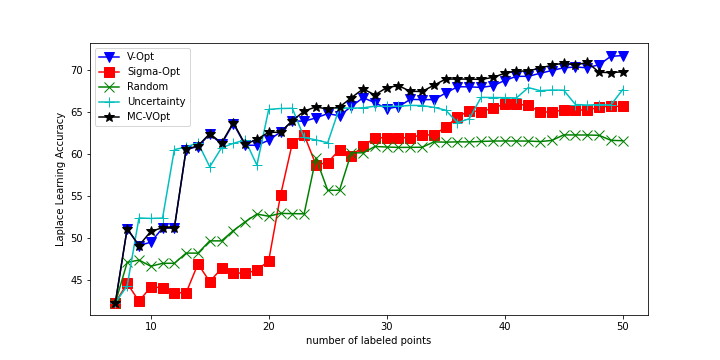 V-Opt
Sigma-Opt
Random
Uncertainty
MC-VOpt
Laplace Learning Accuracy
70
65
60
55
50
45
10
20
30
40
50
number of labeled points